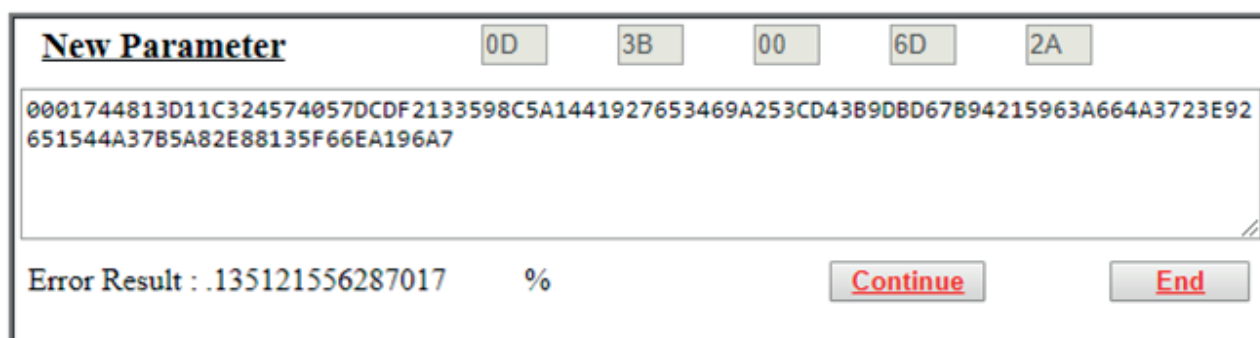 New Parameter 0D 3B 00 6D 2A
0001744813D11C324574057DCDF2133598C5A1441927653469A253CD43B9DBD67B94215963A664A3723E92
651544A37B5A82E88135F66EA196A7
Error Result : .135121556287017 % Continue End